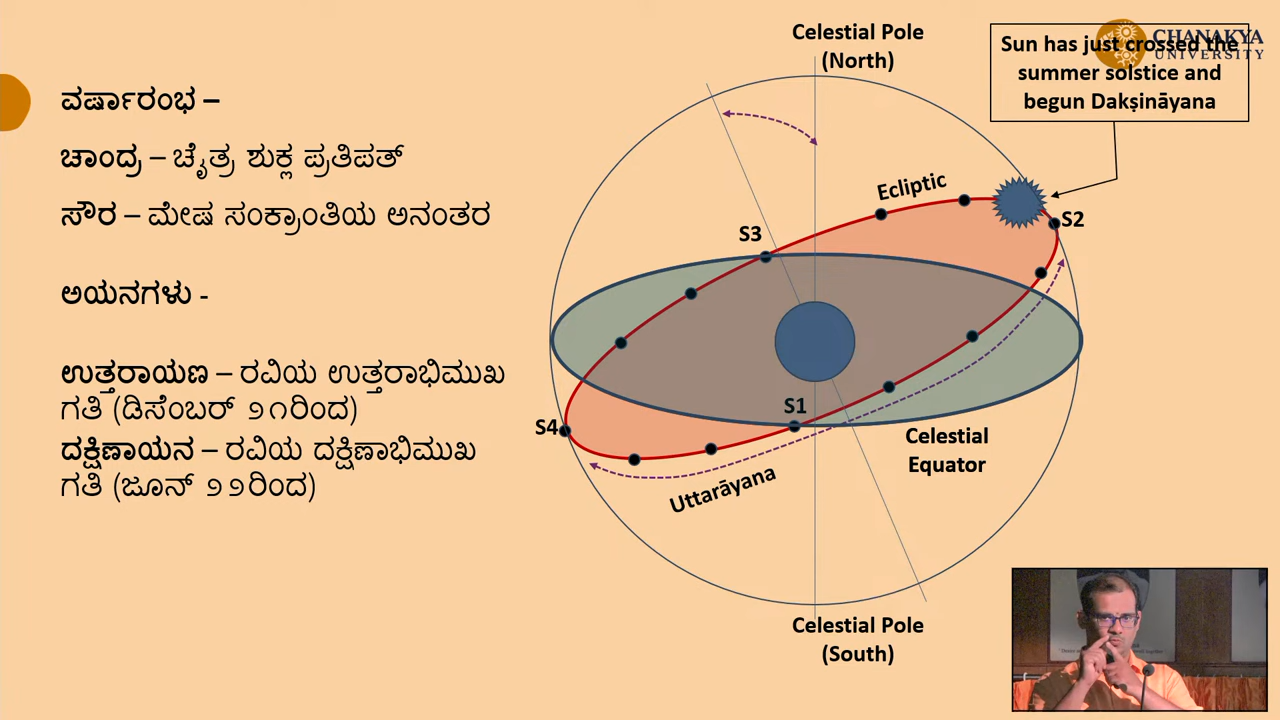 ವರ್ಷಾರಂಭ –
ಚಾಂದ್ರ – ಚೈತ್ರ ಶುಕ್ಲ ಪ್ರತಿಪತ್
ಸೌರ – ಮೇಷ ಸಂಕ್ರಾಂತಿಯ ಅನಂತರ
ಅಯನಗಳು -
ಉತ್ತರಾಯಣ – ರವಿಯ ಉತ್ತರಾಭಿಮುಖ
ಗತಿ (ಡಿಸೆಂಬರ್ ೨೧ರಿಂದ)
ದಕ್ಷಿಣಾಯನ – ರವಿಯ ದಕ್ಷಿಣಾಭಿಮುಖ
ಗತಿ (ಜೂನ್ ೨೨ರಿಂದ)
Celestial Pole
(North)
CHANAKYA
UNIVERSITY
Sun has just crossed the
summer solstice and
begun Dakṣināyana
Ecliptic
S2
S3
S1
S4
Celestial
Equator
Uttarāyana
Celestial Pole
(South)